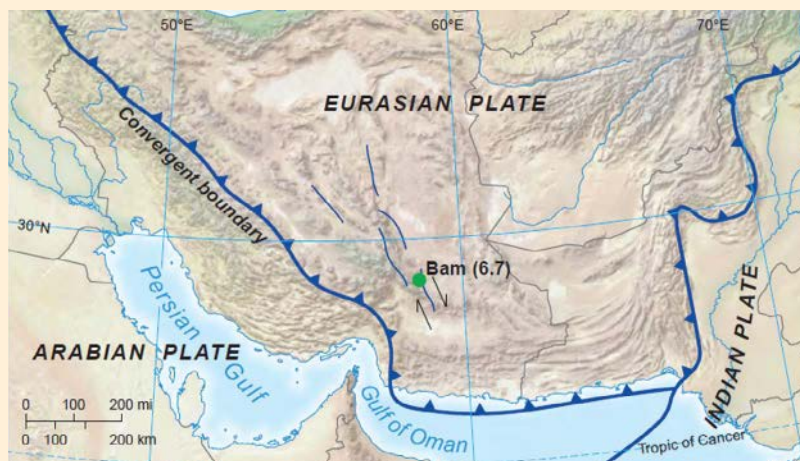 50°E
60°E
70°E
EURASIAN PLATE
Convergent boundary
30°N
Bam (6.7)
Persian Gulf
ARABIAN PLATE
INDIAN PLATE
Gulf of Oman
0 100 200 mi
0 100 200 km
Tropic of Cancer